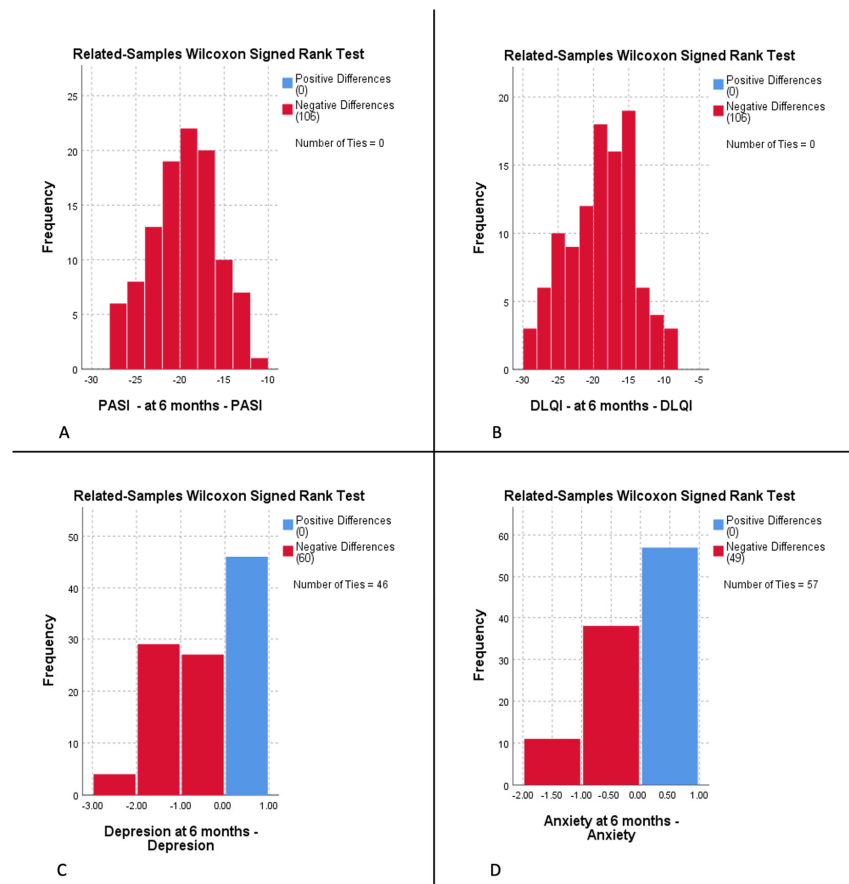 Related-Samples Wilcoxon Signed Rank Test
Positive Differences
(0)
Negative Differences
(106)
Number of Ties = 0
Frequency
25
20
15
10
5
0
-30 -25 -20 -15 -10
PASI - at 6 months - PASI
A
Related-Samples Wilcoxon Signed Rank Test
Positive Differences
(0)
Negative Differences
(106)
Number of Ties = 0
Frequency
20
15
10
5
0
-30 -25 -20 -15 -10 -5
DLQI - at 6 months - DLQI
B
Related-Samples Wilcoxon Signed Rank Test
Positive Differences
(0)
Negative Differences
(60)
Number of Ties = 46
Frequency
50
40
30
20
10
0
-3.00 -2.00 -1.00 0.00 1.00
Depresion at 6 months -
Depresion
C
Related-Samples Wilcoxon Signed Rank Test
Positive Differences
(0)
Negative Differences
(49)
Number of Ties = 57
Frequency
60
50
40
30
20
10
0
-2.00 -1.50 -1.00 -0.50 0.00 0.50 1.00
Anxiety at 6 months -
Anxiety
D